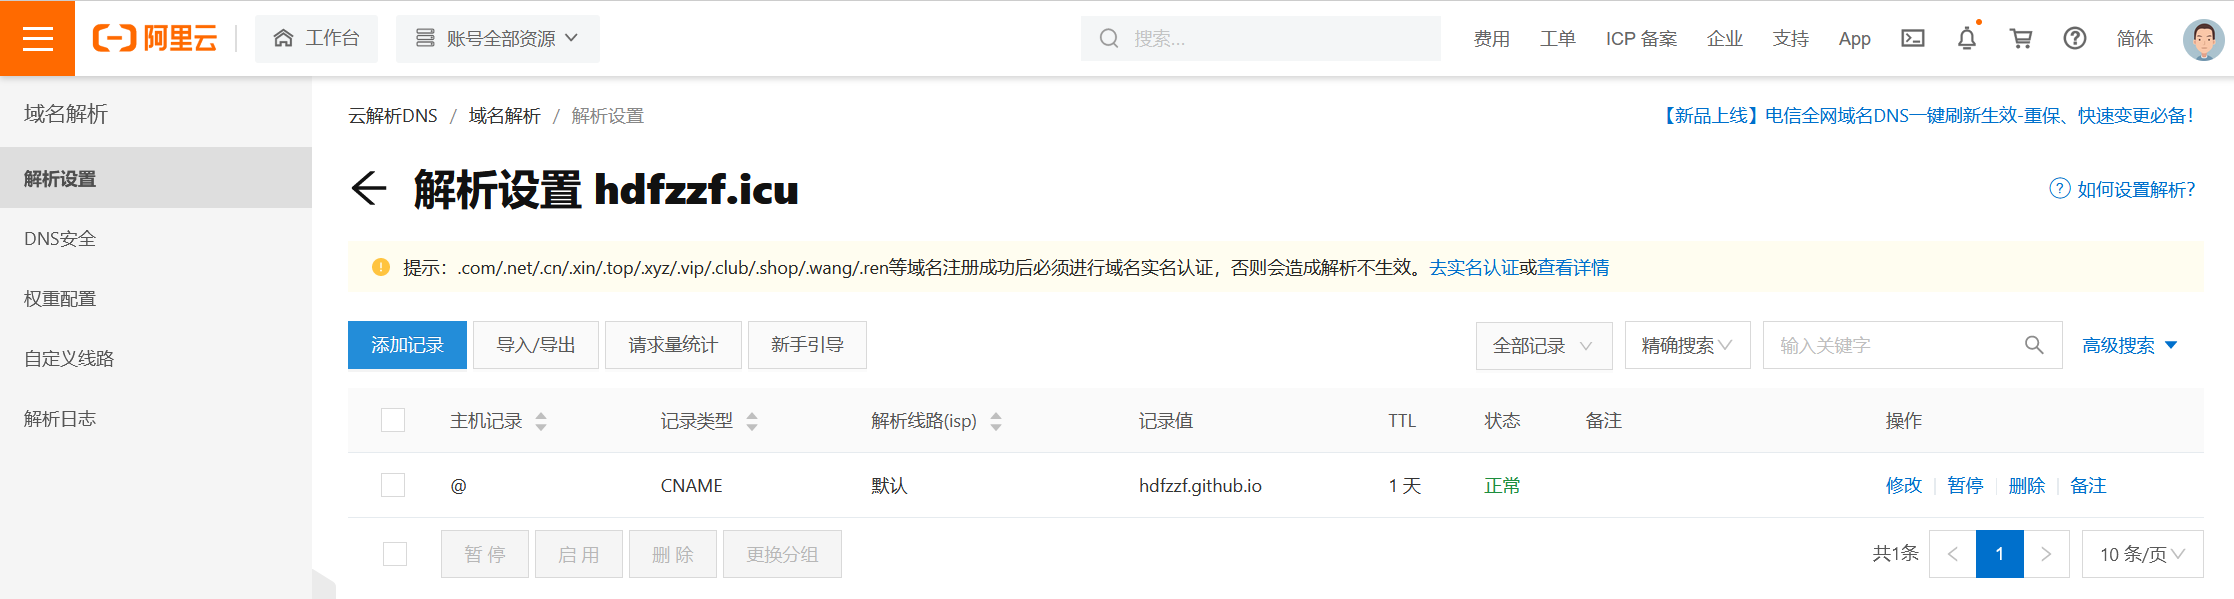 阿里云 工作台 账号全部资源 搜索... 费用 工单 ICP 备案 企业 支持 App 简体
域名解析
解析设置
DNS安全
权重配置
自定义线路
解析日志
云解析DNS / 域名解析 / 解析设置
【新品上线】电信全网域名DNS一键刷新生效-重保、快速变更必备！
解析设置 hdfzzf.icu
如何设置解析?
提示：.com/.net/.cn/.xin/.top/.xyz/.vip/.club/.shop/.wang/.ren等域名注册成功后必须进行域名实名认证，否则会造成解析不生效。去实名认证或查看详情
添加记录 导入/导出 请求量统计 新手引导 全部记录 精确搜索 输入关键字 高级搜索
主机记录 记录类型 解析线路(isp) 记录值 TTL 状态 备注 操作
@ CNAME 默认 hdfzzf.github.io 1 天 正常 修改 暂停 删除 备注
暂停 启用 删除 更换分组 共1条 < 1 > 10 条/页